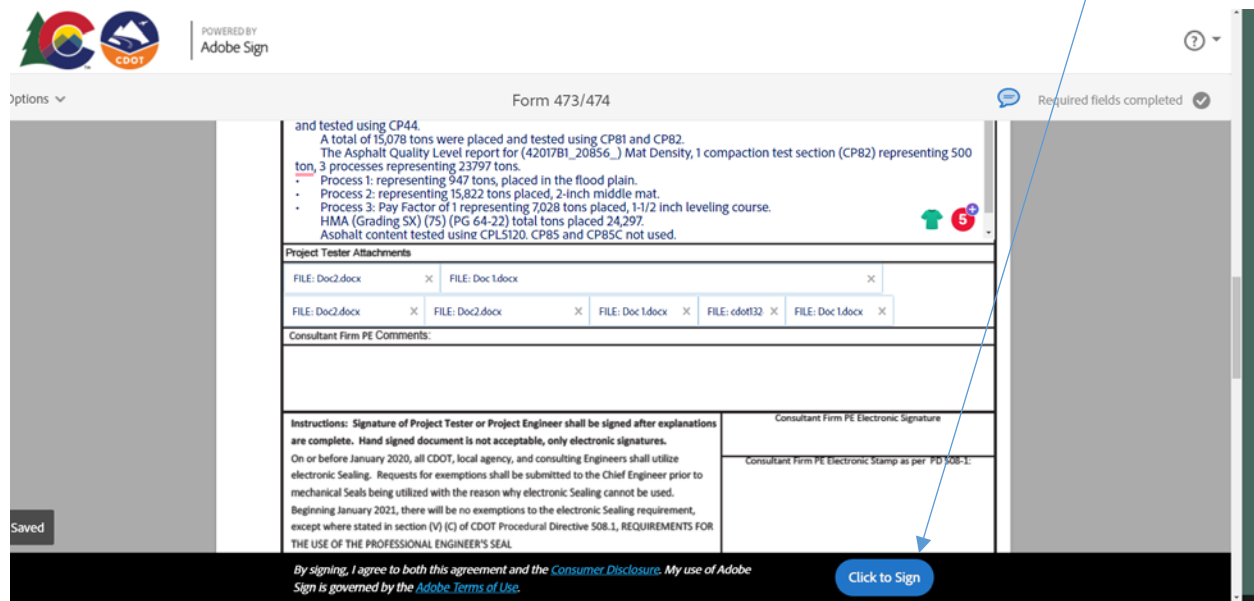 CDOT
POWERED BY
Adobe Sign
Options
Form 473/474
Required fields completed
and tested using CP44.
A total of 15,078 tons were placed and tested using CP81 and CP82.
The Asphalt Quality Level report for (42017B1_20856_) Mat Density, 1 compaction test section (CP82) representing 500
ton, 3 processes representing 23797 tons.
• Process 1: representing 947 tons, placed in the flood plain.
• Process 2: representing 15,822 tons placed, 2-inch middle mat.
• Process 3: Pay Factor of 1 representing 7,028 tons placed, 1-1/2 inch leveling course.
HMA (Grading SX) (75) (PG 64-22) total tons placed 24,297.
5
Asphalt content tested using CPL5120. CP85 and CP85C not used.
Project Tester Attachments
FILE: Doc2.docx × FILE: Doc 1.docx ×
FILE: Doc2.docx × FILE: Doc2.docx × FILE: Doc 1.docx × FILE: cdot132 × FILE: Doc 1.docx ×
Consultant Firm PE Comments:
Instructions: Signature of Project Tester or Project Engineer shall be signed after explanations
are complete. Hand signed document is not acceptable, only electronic signatures.
On or before January 2020, all CDOT, local agency, and consulting Engineers shall utilize
electronic Sealing. Requests for exemptions shall be submitted to the Chief Engineer prior to
mechanical Seals being utilized with the reason why electronic Sealing cannot be used.
Beginning January 2021, there will be no exemptions to the electronic Sealing requirement,
except where stated in section (V) (C) of CDOT Procedural Directive 508.1, REQUIREMENTS FOR
THE USE OF THE PROFESSIONAL ENGINEER'S SEAL
Consultant Firm PE Electronic Signature
Consultant Firm PE Electronic Stamp as per PD 508-1:
Saved
By signing, I agree to both this agreement and the Consumer Disclosure. My use of Adobe
Sign is governed by the Adobe Terms of Use.
Click to Sign